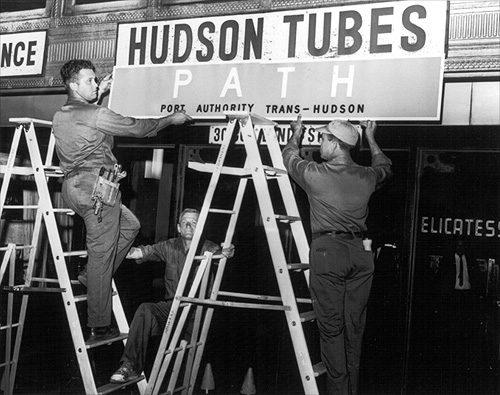 NCE
HUDSON TUBES
PATH
PORT AUTHORITY TRANS-HUDSON
ELICATESS